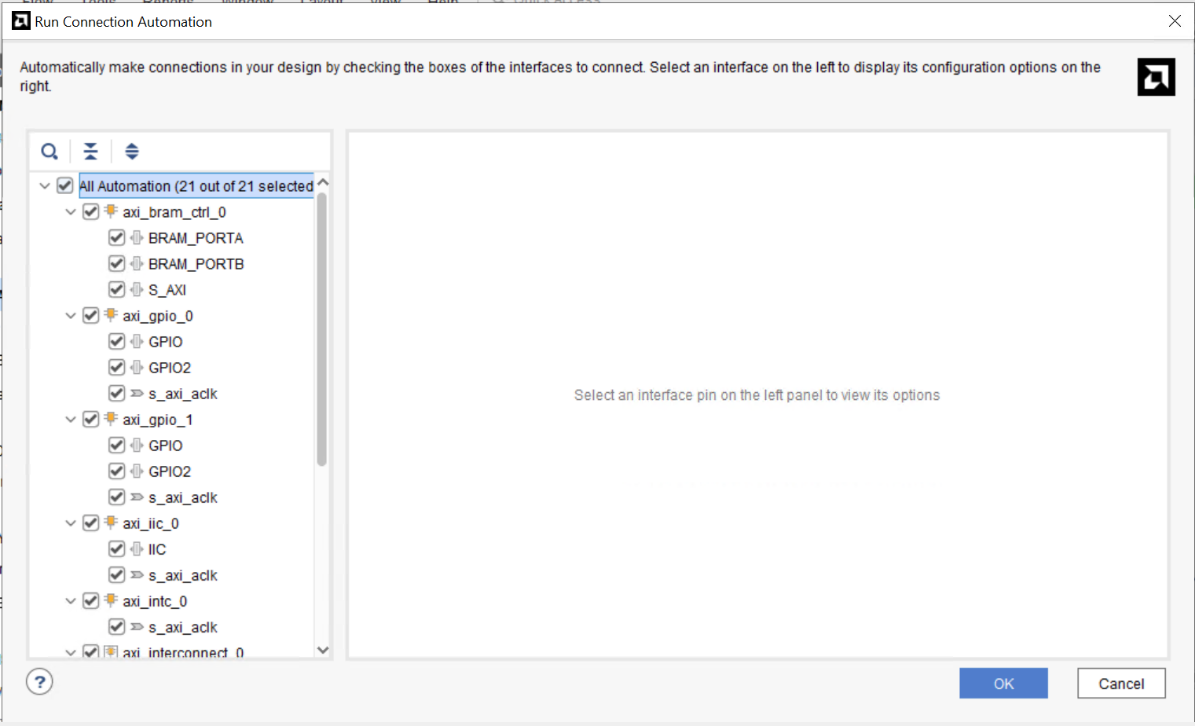 Run Connection Automation
Automatically make connections in your design by checking the boxes of the interfaces to connect. Select an interface on the left to display its configuration options on the
right.
All Automation (21 out of 21 selected
axi_bram_ctrl_0
BRAM_PORTA
BRAM_PORTB
S_AXI
axi_gpio_0
GPIO
GPIO2
s_axi_aclk
axi_gpio_1
GPIO
GPIO2
s_axi_aclk
axi_iic_0
IIC
s_axi_aclk
axi_intc_0
s_axi_aclk
axi_interconnect_0
Select an interface pin on the left panel to view its options
?
OK
Cancel